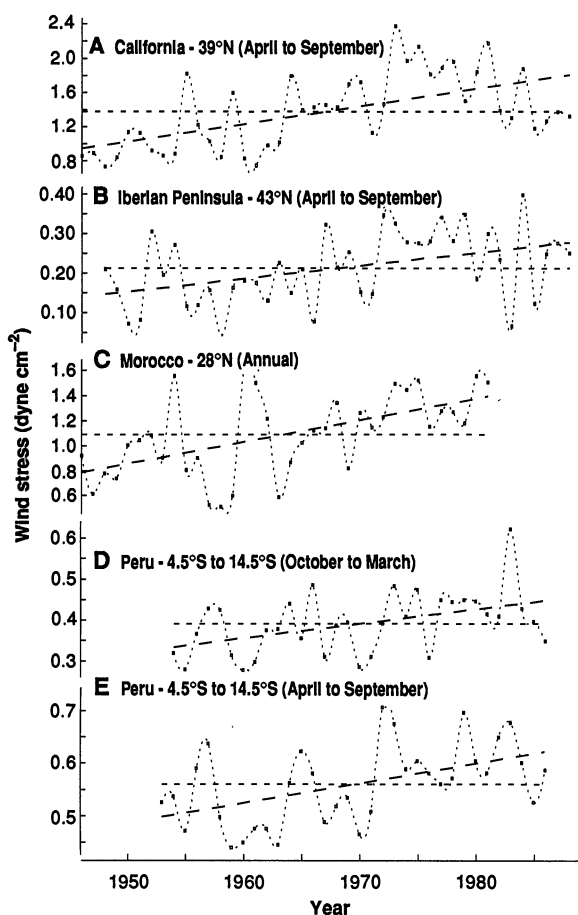 A California - 39°N (April to September)
2.4
2.0
1.6
1.2
0.8
B Iberian Peninsula - 43°N (April to September)
0.40
0.30
0.20
0.10
C Morocco - 28°N (Annual)
1.6
1.4
1.2
1.0
0.8
0.6
D Peru - 4.5°S to 14.5°S (October to March)
0.6
0.5
0.4
0.3
E Peru - 4.5°S to 14.5°S (April to September)
0.7
0.6
0.5
Wind stress (dyne cm⁻²)
1950 1960 1970 1980
Year